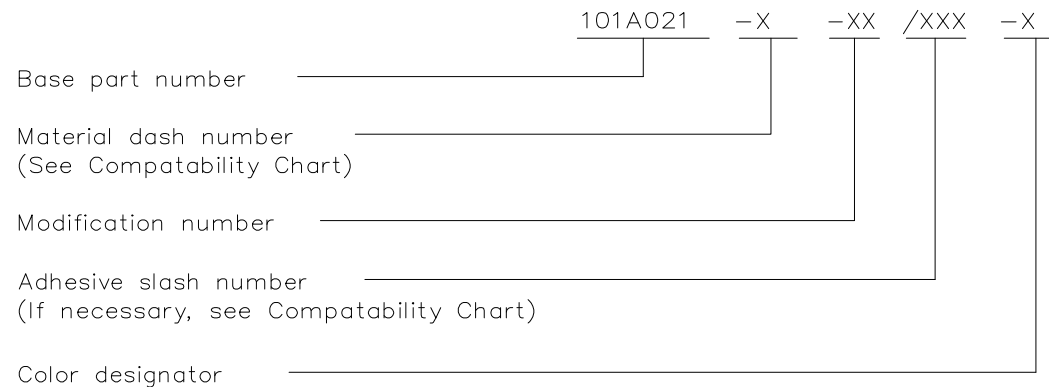 101A021 -X -XX /XXX -X
Base part number
Material dash number
(See Compatability Chart)
Modification number
Adhesive slash number
(If necessary, see Compatability Chart)
Color designator